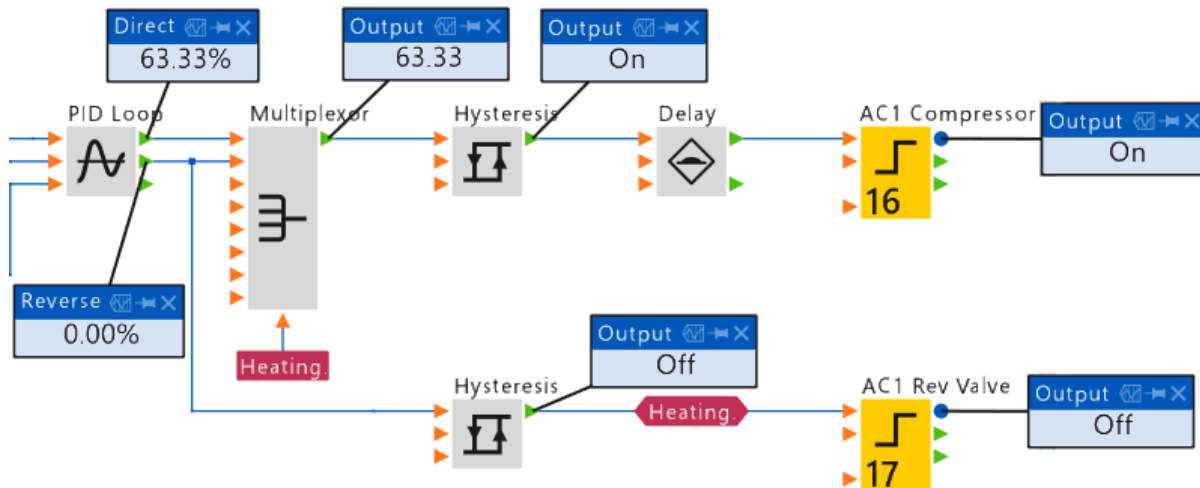 Direct
63.33%
Output
63.33
Output
On
PID Loop
Multiplexor
Hysteresis
Delay
AC1 Compressor
Output
On
16
Reverse
0.00%
Heating.
Output
Off
Hysteresis
Heating.
AC1 Rev Valve
Output
Off
17